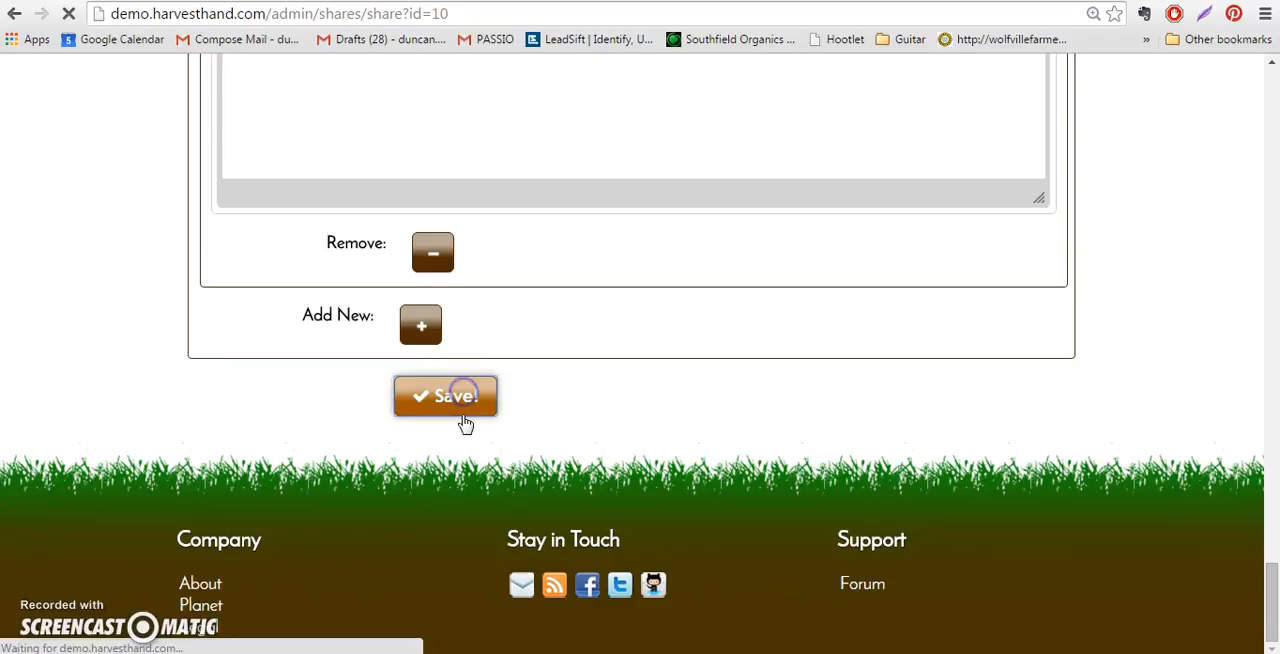 demo.harvesthand.com/admin/shares/share?id=10
Apps Google Calendar Compose Mail - du... Drafts (28) - duncan.... PASSIO LeadSift | Identify, U... Southfield Organics ... Hootlet Guitar http://wolfvillefarme... » Other bookmarks
Remove:
Add New:
Save!
Company Stay in Touch Support
About Forum
Planet
Recorded with
SCREENCAST MATIC
Waiting for demo.harvesthand.com...